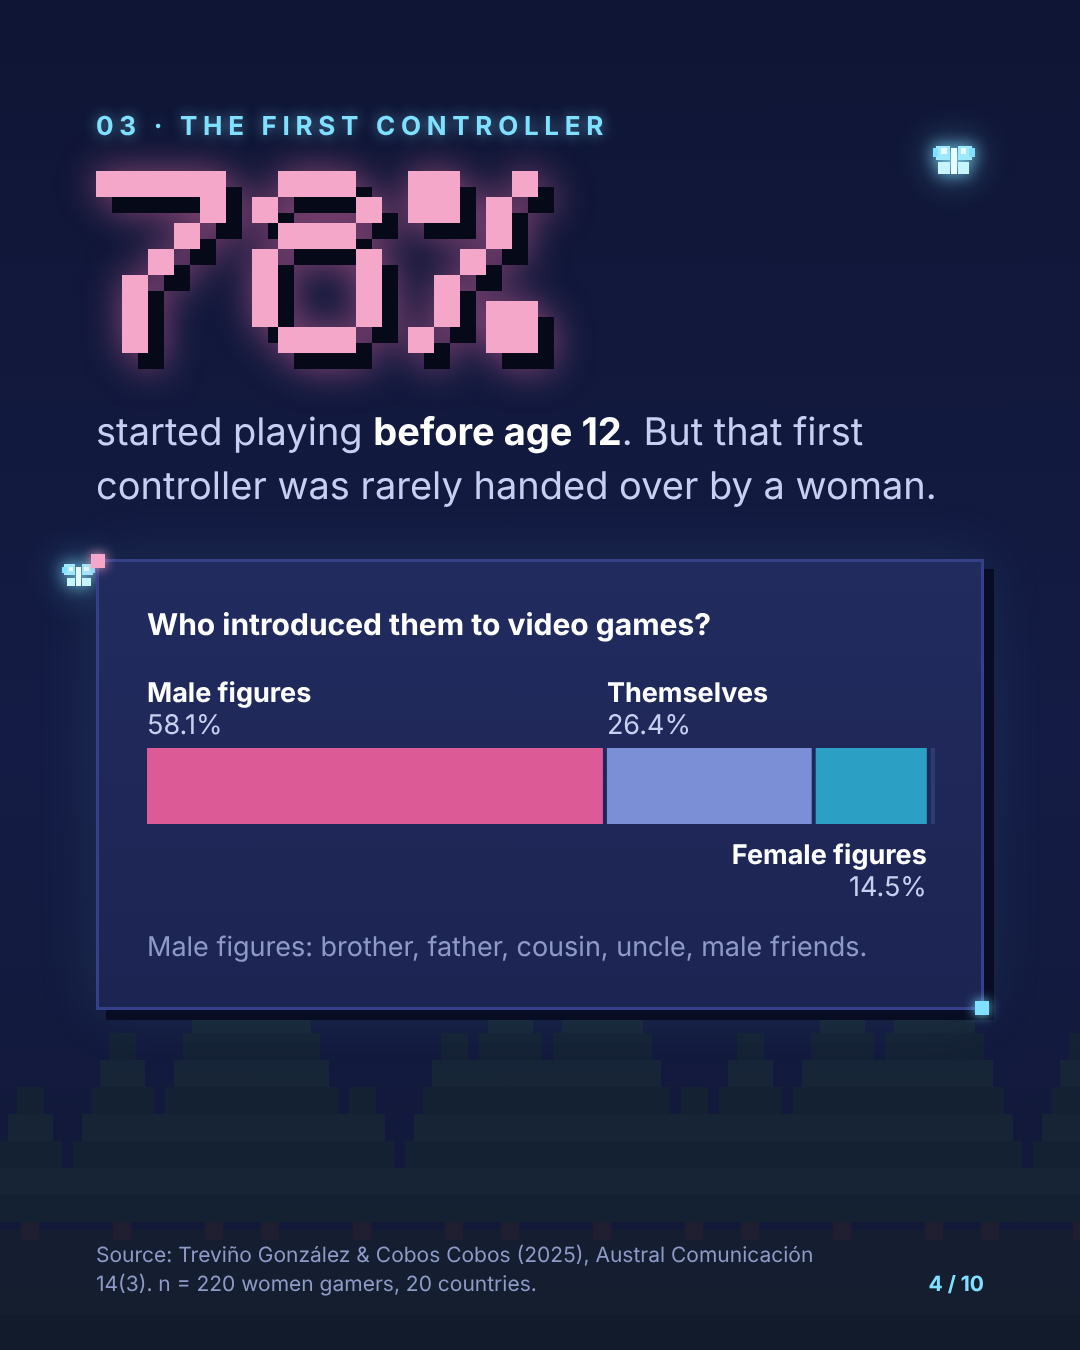 03 · THE FIRST CONTROLLER
78%
started playing before age 12. But that first
controller was rarely handed over by a woman.
Who introduced them to video games?
Male figures
58.1%
Themselves
26.4%
Female figures
14.5%
Male figures: brother, father, cousin, uncle, male friends.
Source: Treviño González & Cobos Cobos (2025), Austral Comunicación
14(3). n = 220 women gamers, 20 countries.
4 / 10